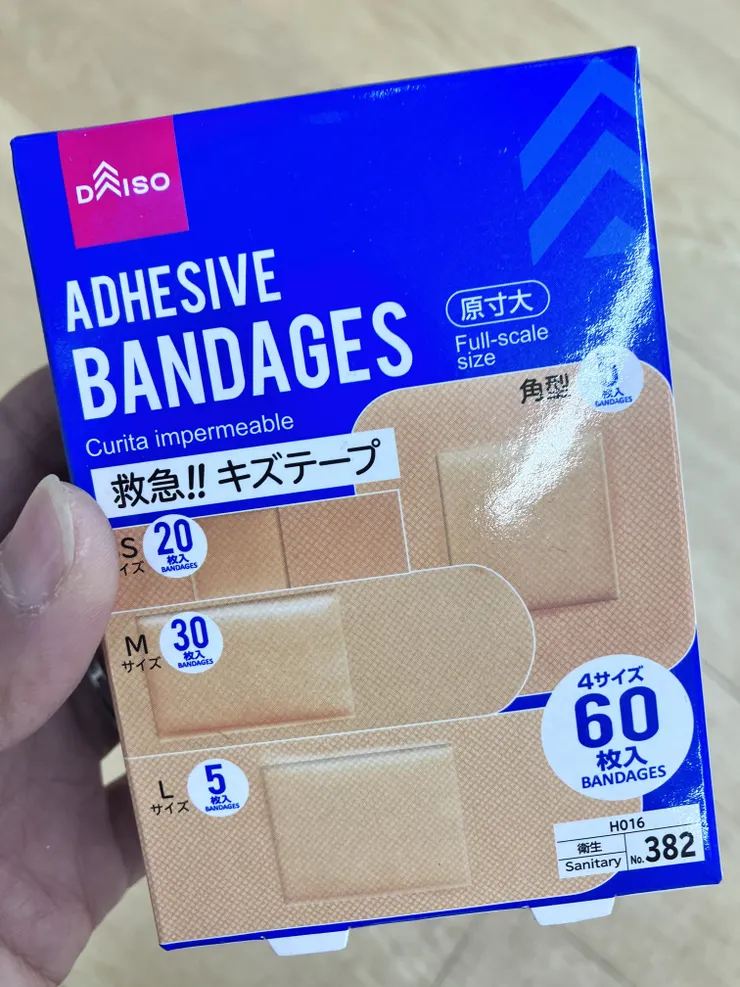 DAISO
ADHESIVE
BANDAGES
Curita impermeable
救急!! キズテープ
原寸大
Full-scale
size
角型
枚入
BANDAGES
S
イズ
20
枚入
BANDAGES
M
サイズ
30
枚入
BANDAGES
L
サイズ
5
枚入
BANDAGES
4サイズ
60
枚入
BANDAGES
H016
衛生
Sanitary
No.382